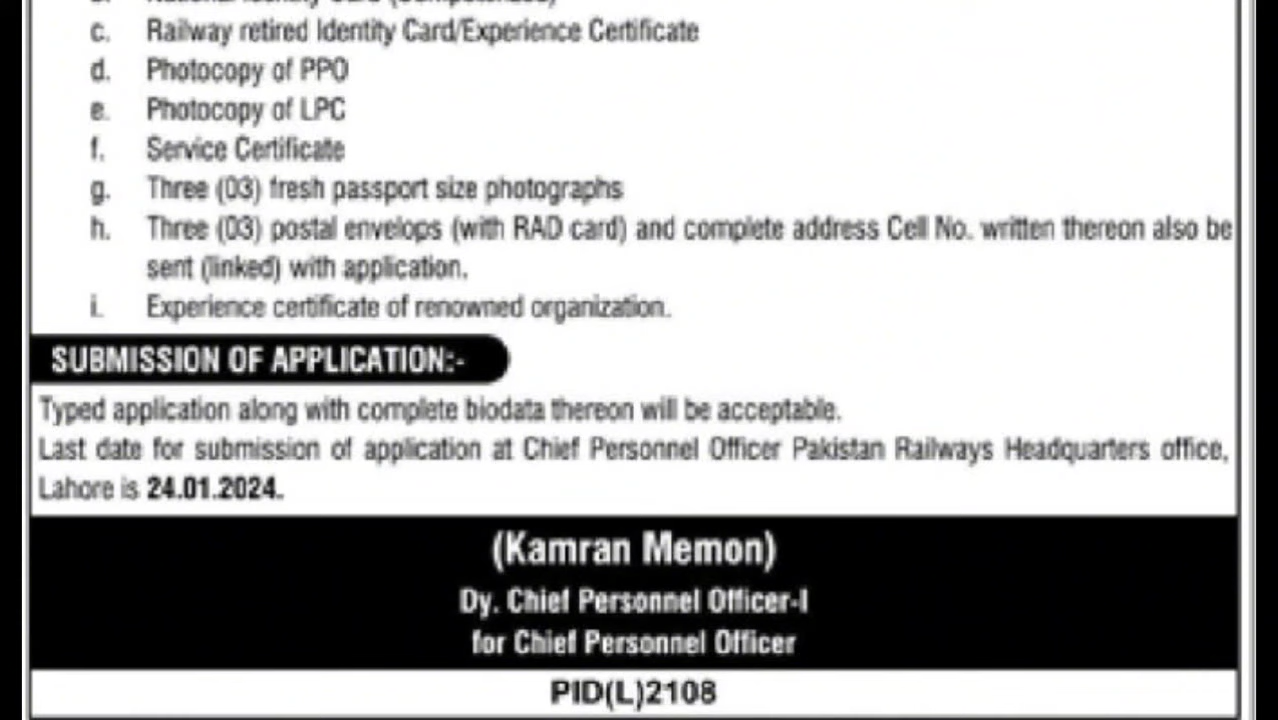 c. Railway retired Identity Card/Experience Certificate
d. Photocopy of PPO
e. Photocopy of LPC
f. Service Certificate
g. Three (03) fresh passport size photographs
h. Three (03) postal envelops (with RAD card) and complete address Cell No. written thereon also be
sent (linked) with application.
i. Experience certificate of renowned organization.
SUBMISSION OF APPLICATION:-
Typed application along with complete biodata thereon will be acceptable.
Last date for submission of application at Chief Personnel Officer Pakistan Railways Headquarters office,
Lahore is 24.01.2024.
(Kamran Memon)
Dy. Chief Personnel Officer-I
for Chief Personnel Officer
PID(L)2108